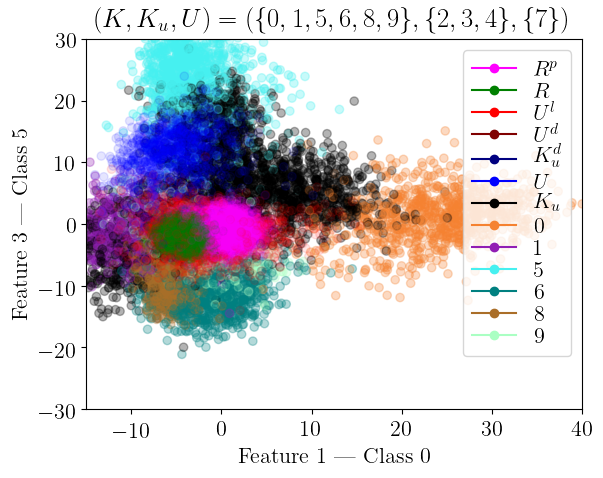 (K, K_u, U) = ({0, 1, 5, 6, 8, 9}, {2, 3, 4}, {7})
30
20
10
0
−10
−20
−30
Feature 3 — Class 5
R^p
R
U^l
U^d
K_u^d
U
K_u
0
1
5
6
8
9
−10
0
10
20
30
40
Feature 1 — Class 0